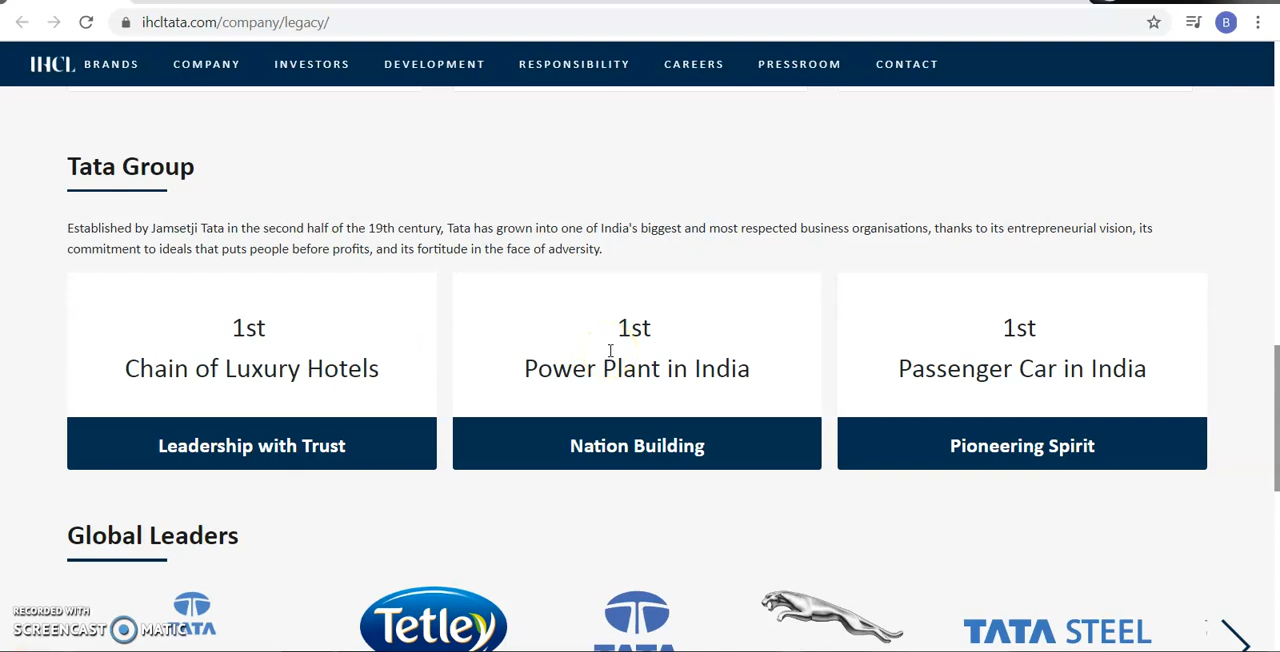 ihcltata.com/company/legacy/
B
IHCL BRANDS COMPANY INVESTORS DEVELOPMENT RESPONSIBILITY CAREERS PRESSROOM CONTACT
Tata Group
Established by Jamsetji Tata in the second half of the 19th century, Tata has grown into one of India's biggest and most respected business organisations, thanks to its entrepreneurial vision, its
commitment to ideals that puts people before profits, and its fortitude in the face of adversity.
1st
Chain of Luxury Hotels
Leadership with Trust
1st
Power Plant in India
Nation Building
1st
Passenger Car in India
Pioneering Spirit
Global Leaders
TATA
Tetley
TATA
TATA STEEL
RECORDED WITH
SCREENCAST MATIC